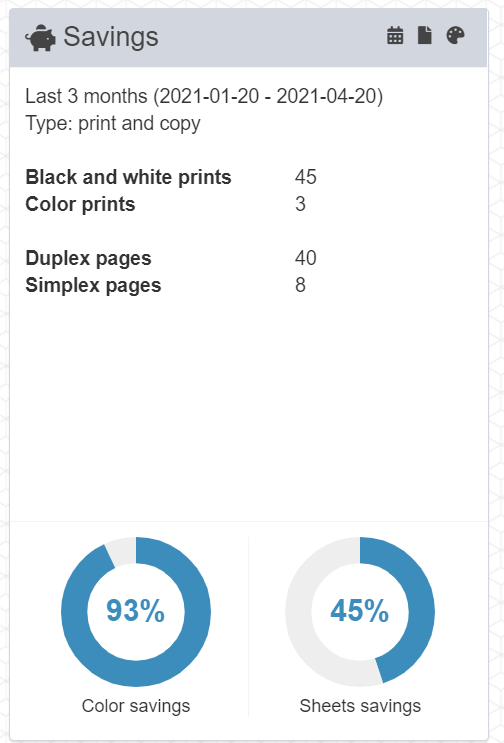 Savings
Last 3 months (2021-01-20 - 2021-04-20)
Type: print and copy
Black and white prints 45
Color prints 3
Duplex pages 40
Simplex pages 8
93% 45%
Color savings Sheets savings